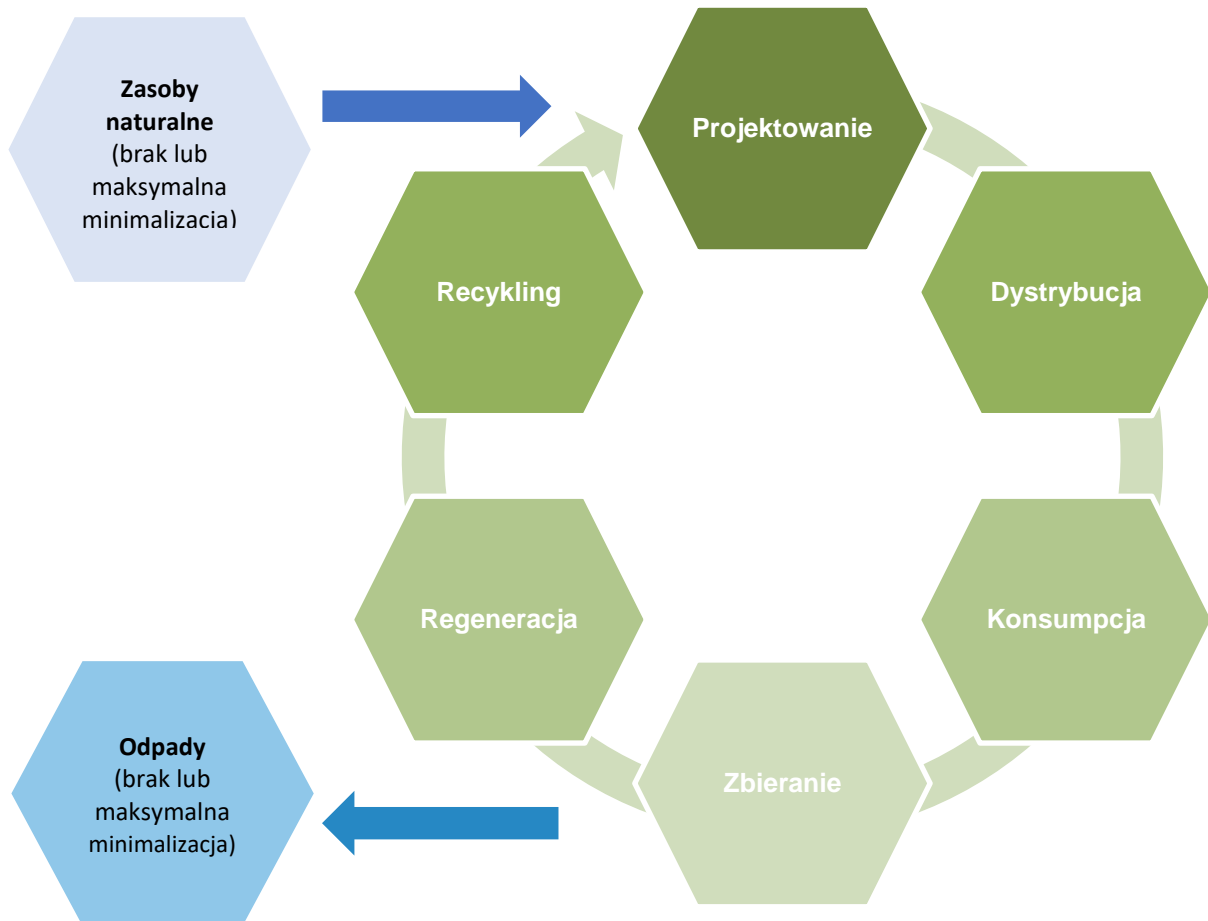 Zasoby
naturalne
(brak lub
maksymalna
minimalizacja)
Projektowanie
Recykling
Dystrybucja
Regeneracja
Konsumpcja
Odpady
(brak lub
maksymalna
minimalizacja)
Zbieranie